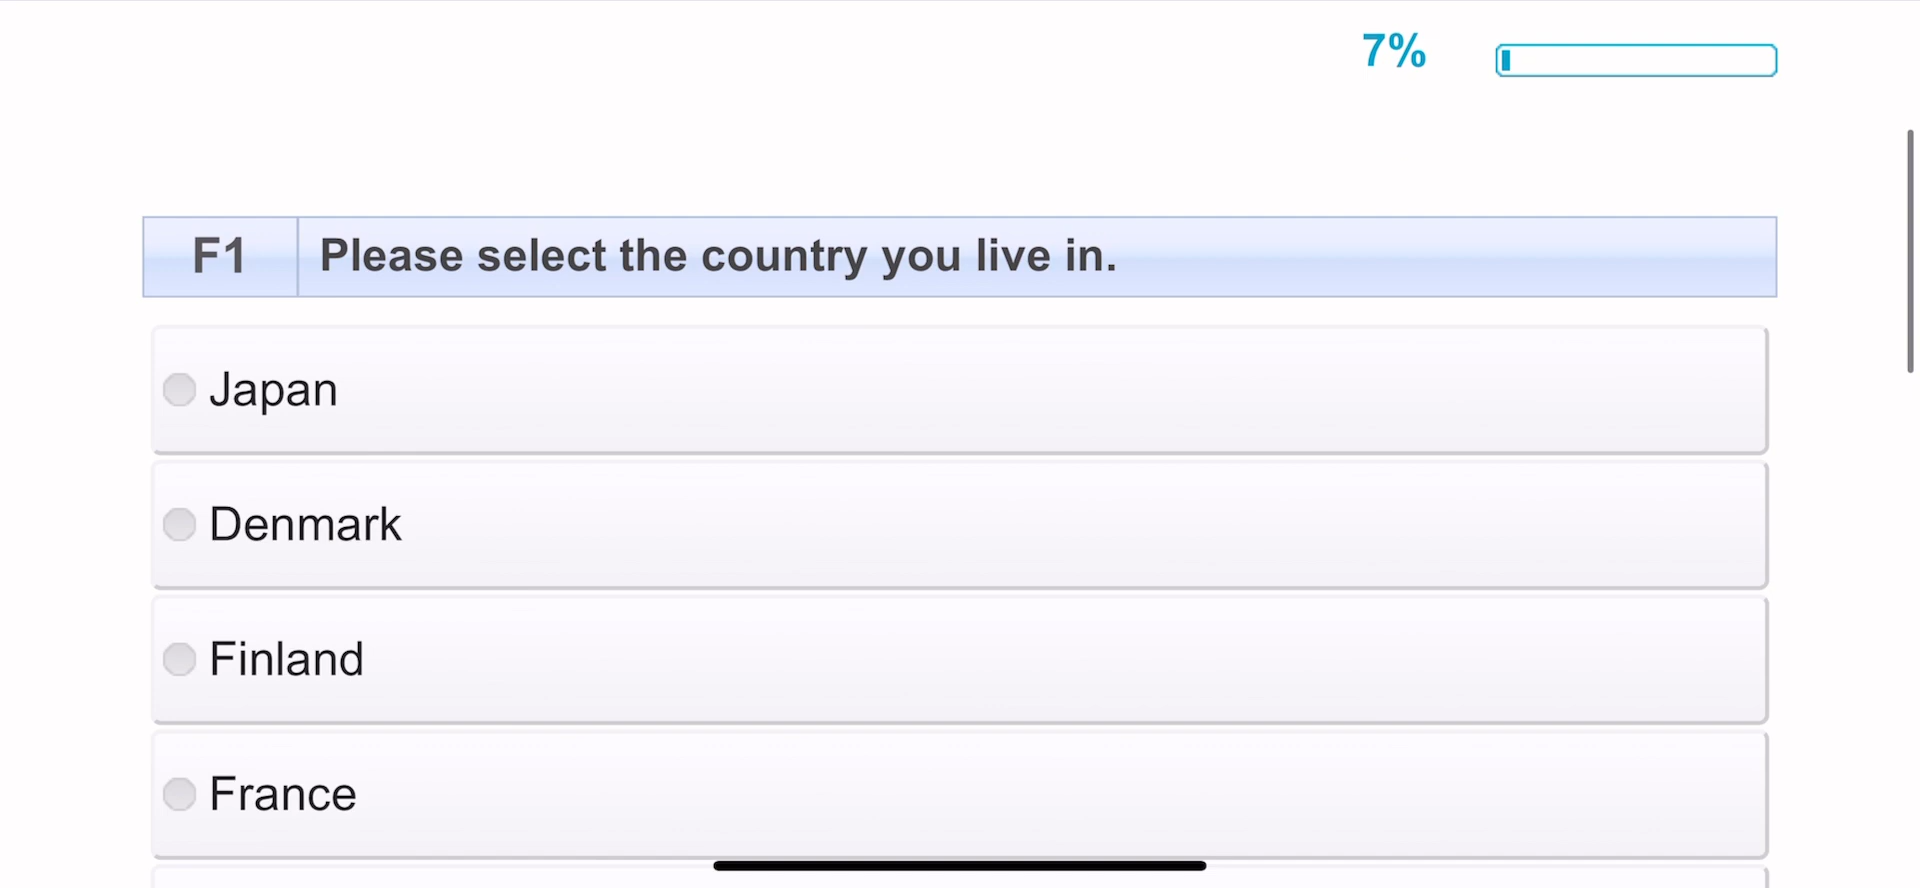 7%
F1 Please select the country you live in.
Japan
Denmark
Finland
France